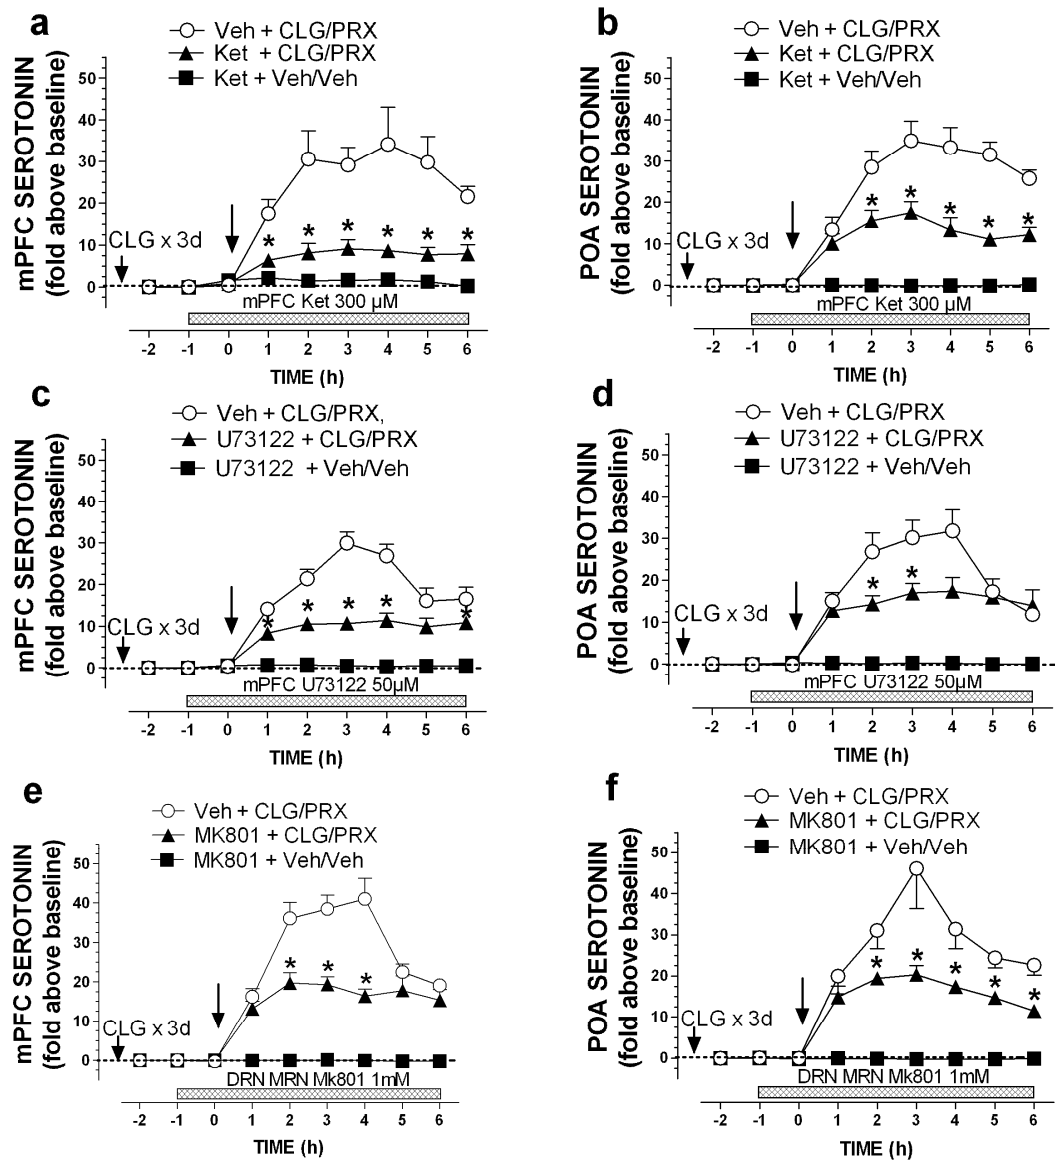 a
Veh + CLG/PRX
Ket + CLG/PRX
Ket + Veh/Veh
mPFC SEROTONIN
(fold above baseline)
50
40
30
20
10
0
CLG x 3d
*
*
*
*
*
*
mPFC Ket 300 µM
-2 -1 0 1 2 3 4 5 6
TIME (h)
b
Veh + CLG/PRX
Ket + CLG/PRX
Ket + Veh/Veh
POA SEROTONIN
(fold above baseline)
50
40
30
20
10
0
CLG x 3d
*
*
*
*
*
mPFC Ket 300 µM
-2 -1 0 1 2 3 4 5 6
TIME (h)
c
Veh + CLG/PRX,
U73122 + CLG/PRX
U73122 + Veh/Veh
mPFC SEROTONIN
(fold above baseline)
50
40
30
20
10
0
CLG x 3d
*
*
*
*
*
mPFC U73122 50µM
-2 -1 0 1 2 3 4 5 6
TIME (h)
d
Veh + CLG/PRX
U73122 + CLG/PRX
U73122 + Veh/Veh
POA SEROTONIN
(fold above baseline)
50
40
30
20
10
0
CLG x 3d
*
*
mPFC U73122 50µM
-2 -1 0 1 2 3 4 5 6
TIME (h)
e
Veh + CLG/PRX
MK801 + CLG/PRX
MK801 + Veh/Veh
mPFC SEROTONIN
(fold above baseline)
50
40
30
20
10
0
CLG x 3d
*
*
*
DRN MRN Mk801 1mM
-2 -1 0 1 2 3 4 5 6
TIME (h)
f
Veh + CLG/PRX
MK801 + CLG/PRX
MK801 + Veh/Veh
POA SEROTONIN
(fold above baseline)
50
40
30
20
10
0
CLG x 3d
*
*
*
*
*
DRN MRN Mk801 1mM
-2 -1 0 1 2 3 4 5 6
TIME (h)